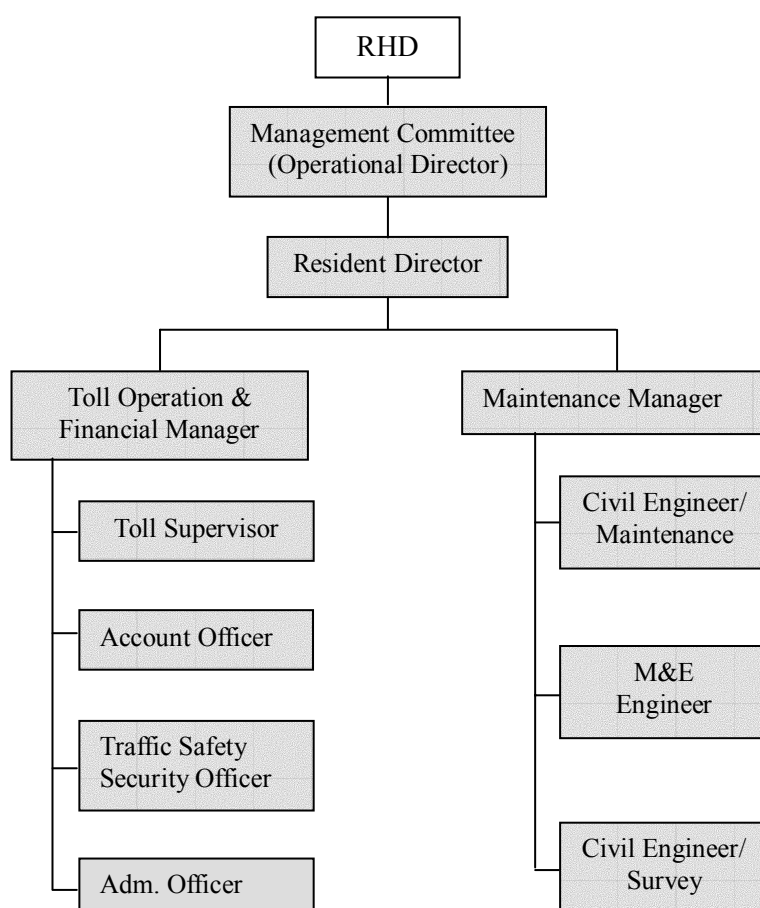 RHD
Management Committee
(Operational Director)
Resident Director
Toll Operation &
Financial Manager
Toll Supervisor
Account Officer
Traffic Safety
Security Officer
Adm. Officer
Maintenance Manager
Civil Engineer/
Maintenance
M&E
Engineer
Civil Engineer/
Survey